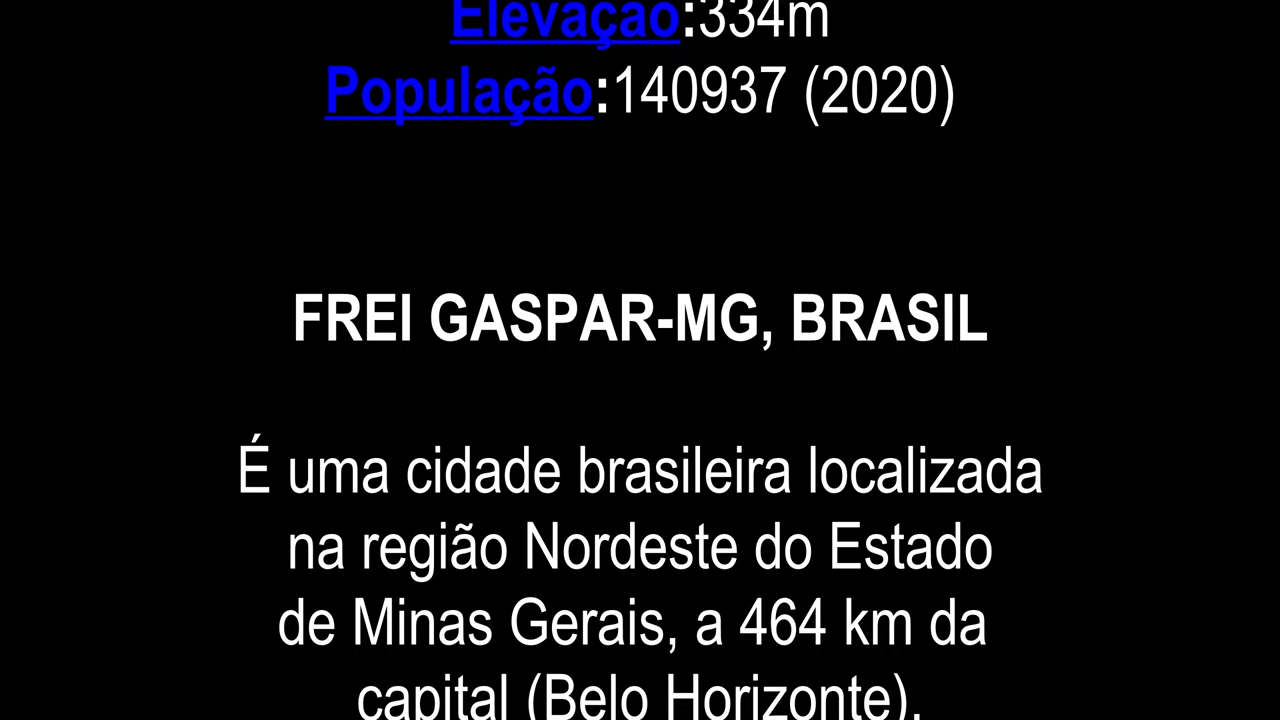 Elevação:334m
População:140937 (2020)
FREI GASPAR-MG, BRASIL
É uma cidade brasileira localizada
na região Nordeste do Estado
de Minas Gerais, a 464 km da
capital (Belo Horizonte).